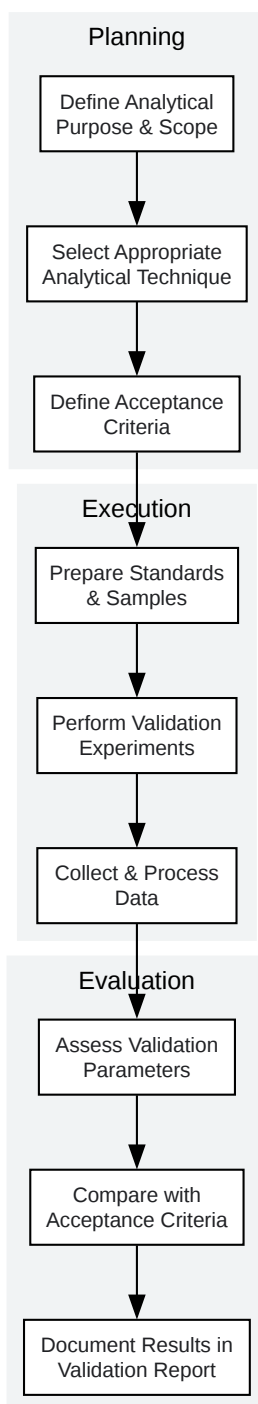 Planning
Define Analytical
Purpose & Scope
Select Appropriate
Analytical Technique
Define Acceptance
Criteria
Execution
Prepare Standards
& Samples
Perform Validation
Experiments
Collect & Process
Data
Evaluation
Assess Validation
Parameters
Compare with
Acceptance Criteria
Document Results in
Validation Report